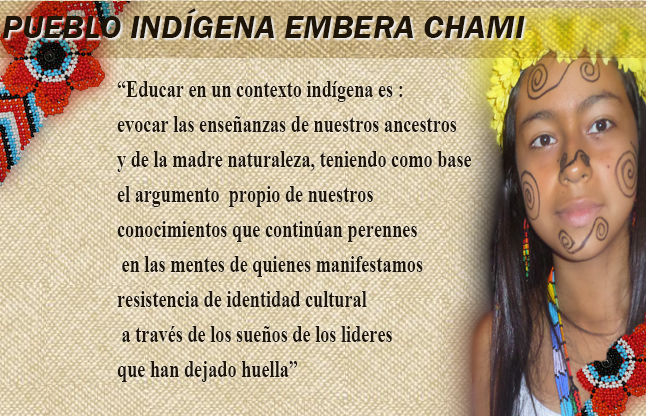 PUEBLO INDÍGENA EMBERA CHAMI
“Educar en un contexto indígena es :
evocar las enseñanzas de nuestros ancestros
y de la madre naturaleza, teniendo como base
el argumento propio de nuestros
conocimientos que continúan perennes
en las mentes de quienes manifestamos
resistencia de identidad cultural
a través de los sueños de los lideres
que han dejado huella”